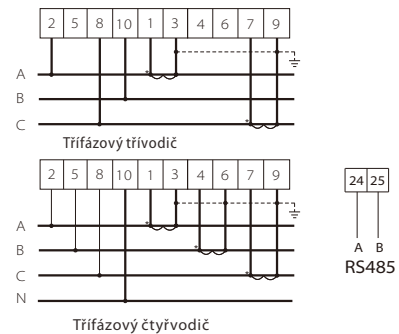 2 5 8 10 1 3 4 6 7 9
A *
B
C *
Třífázový třívodič
2 5 8 10 1 3 4 6 7 9
A *
B *
C *
N
Třífázový čtyřvodič
24 25
A B
RS485